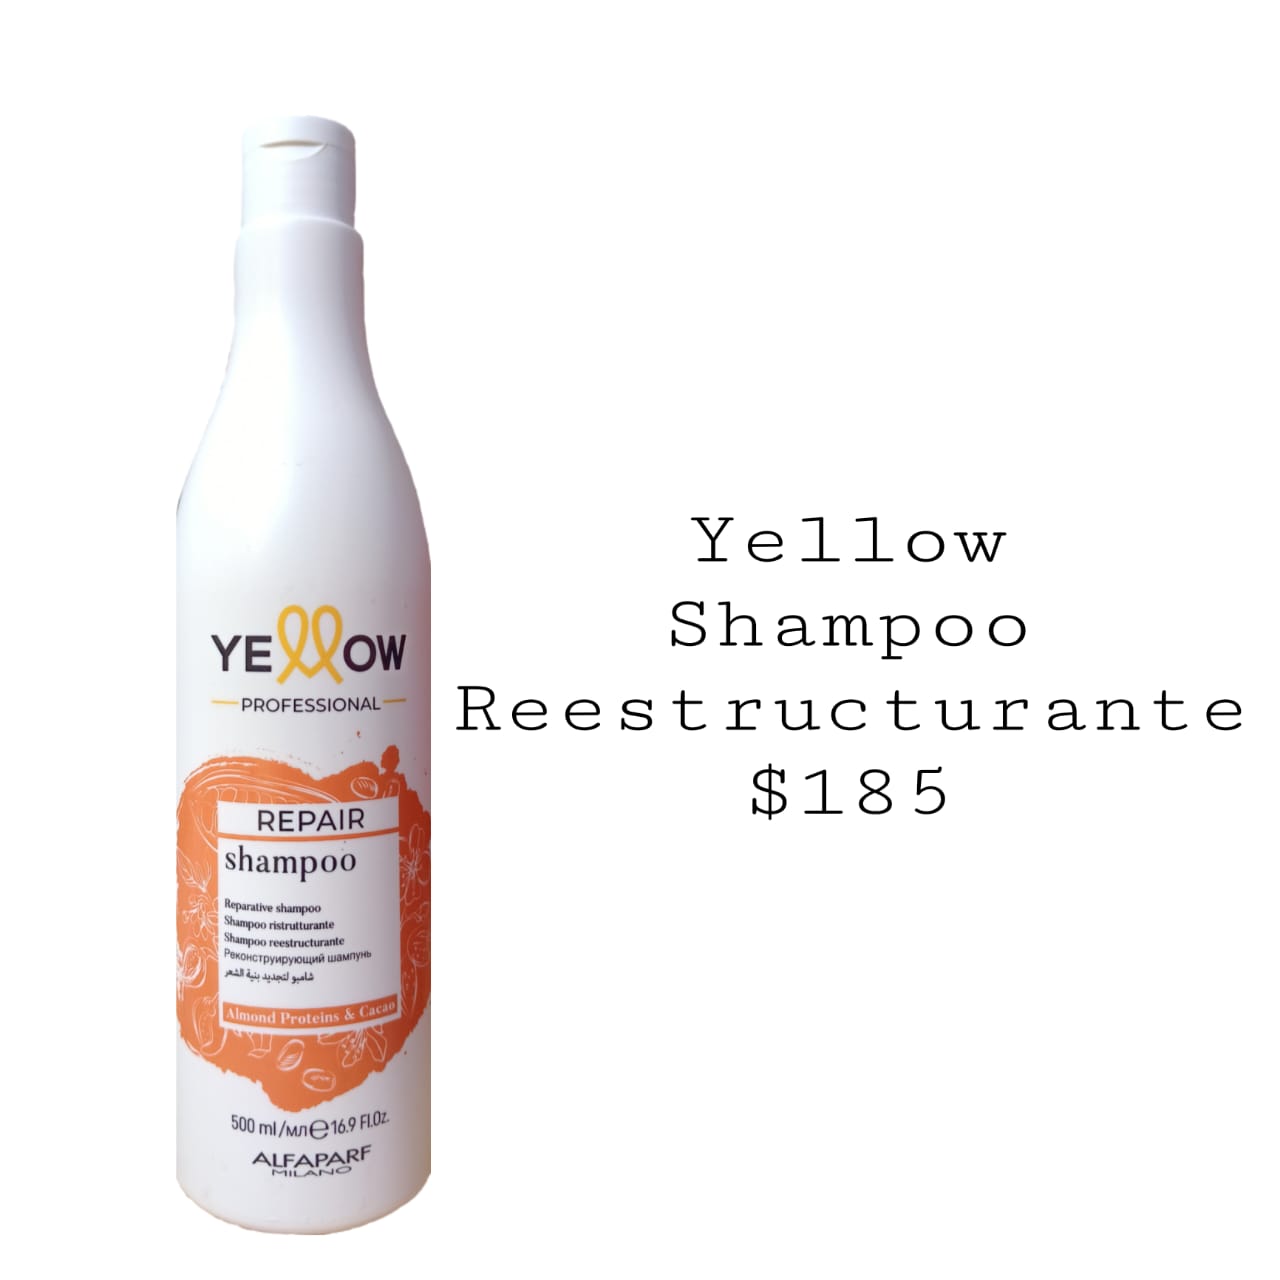 YELLOW
PROFESSIONAL
REPAIR
shampoo
Reparative shampoo
Shampoo ristrutturante
Shampoo reestructurante
Реконструирующий шампунь
شامبو لتجديد بنية الشعر
Almond Proteins & Cacao
500 ml/мл℮16.9 Fl.Oz.
ALFAPARF
MILANO
Yellow
Shampoo
Reestructurante
$185